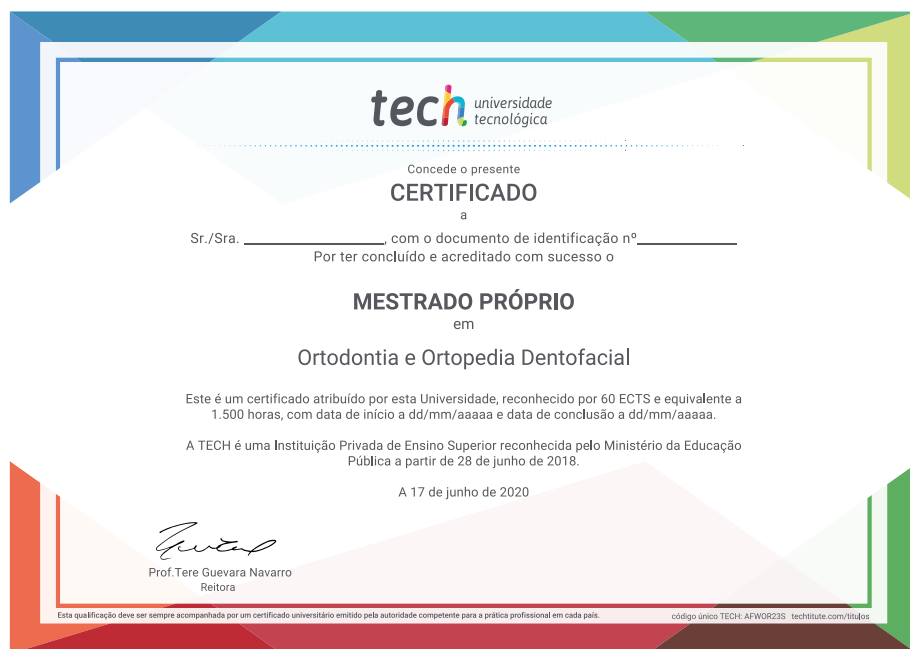 tech universidade
tecnológica
Concede o presente
CERTIFICADO
a
Sr./Sra. ________________, com o documento de identificação nº____________
Por ter concluído e acreditado com sucesso o
MESTRADO PRÓPRIO
em
Ortodontia e Ortopedia Dentofacial
Este é um certificado atribuído por esta Universidade, reconhecido por 60 ECTS e equivalente a
1.500 horas, com data de início a dd/mm/aaaaa e data de conclusão a dd/mm/aaaaa.
A TECH é uma Instituição Privada de Ensino Superior reconhecida pelo Ministério da Educação
Pública a partir de 28 de junho de 2018.
A 17 de junho de 2020
Prof.Tere Guevara Navarro
Reitora
Esta qualificação deve ser sempre acompanhada por um certificado universitário emitido pela autoridade competente para a prática profissional em cada país.
código único TECH: AFWOR23S techtitute.com/titulos